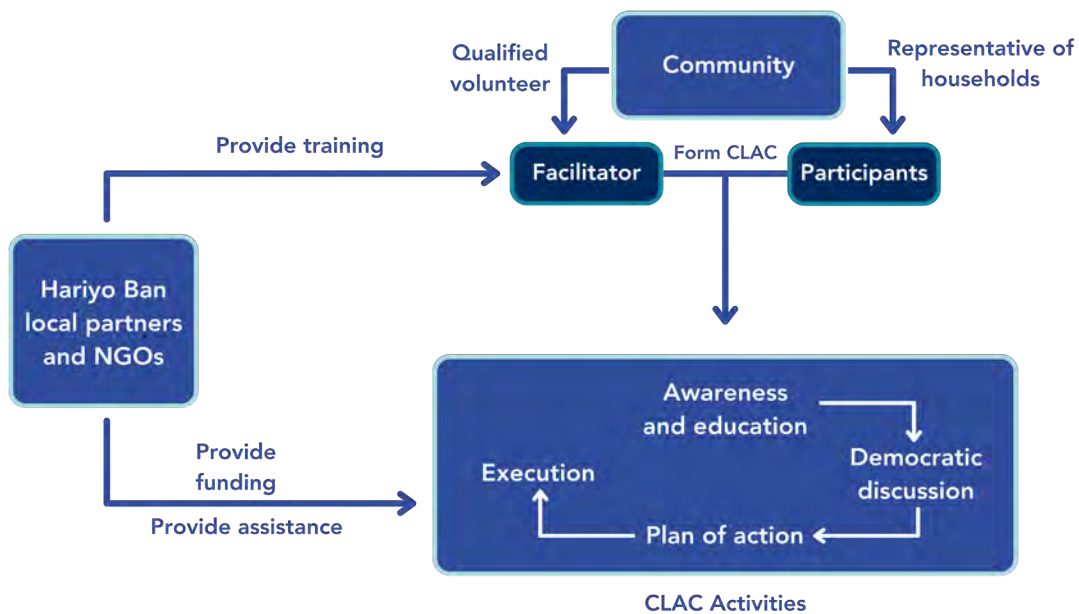 Qualified
volunteer
Community
Representative of
households
Provide training
Facilitator
Form CLAC
Participants
Hariyo Ban
local partners
and NGOs
Provide
funding
Provide assistance
Awareness
and education
Democratic
discussion
Plan of action
Execution
CLAC Activities